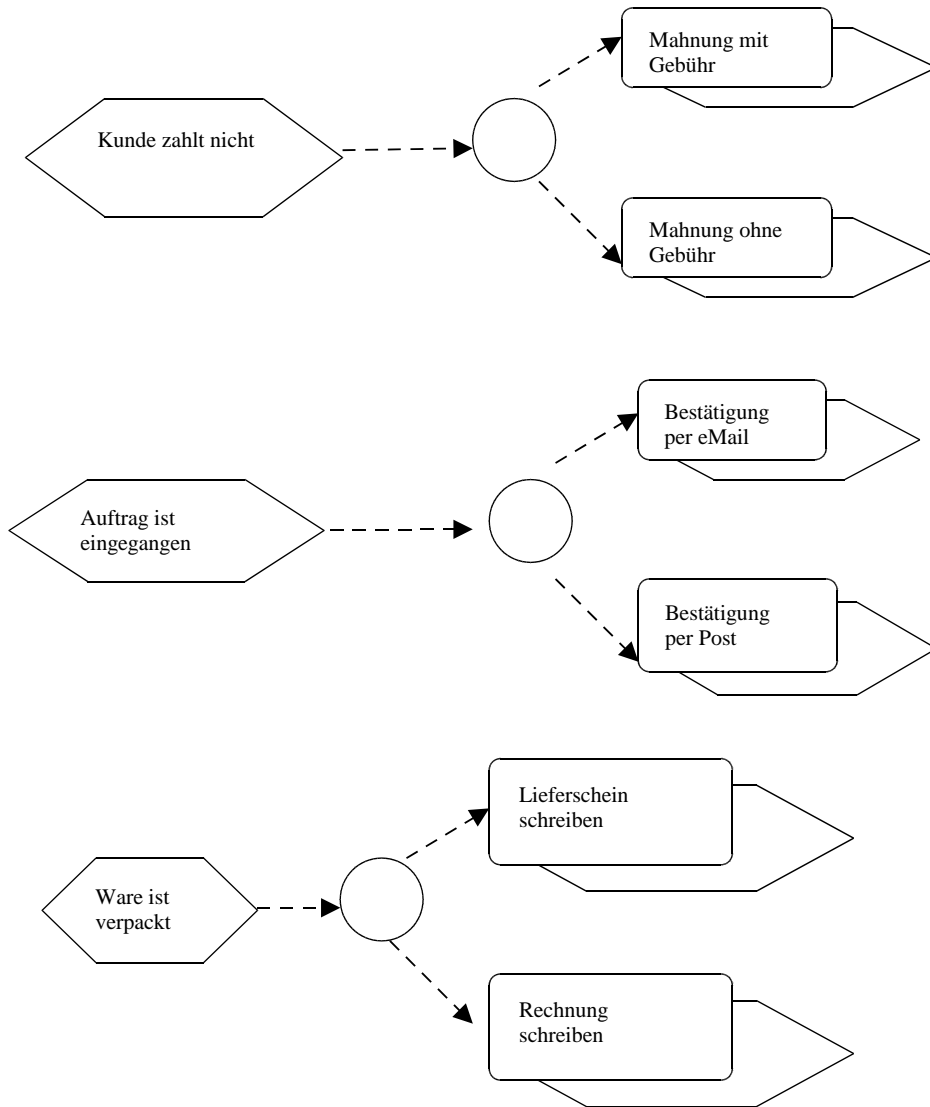 Mahnung mit
Gebühr
Kunde zahlt nicht
Mahnung ohne
Gebühr
Bestätigung
per eMail
Auftrag ist
eingegangen
Bestätigung
per Post
Lieferschein
schreiben
Ware ist
verpackt
Rechnung
schreiben